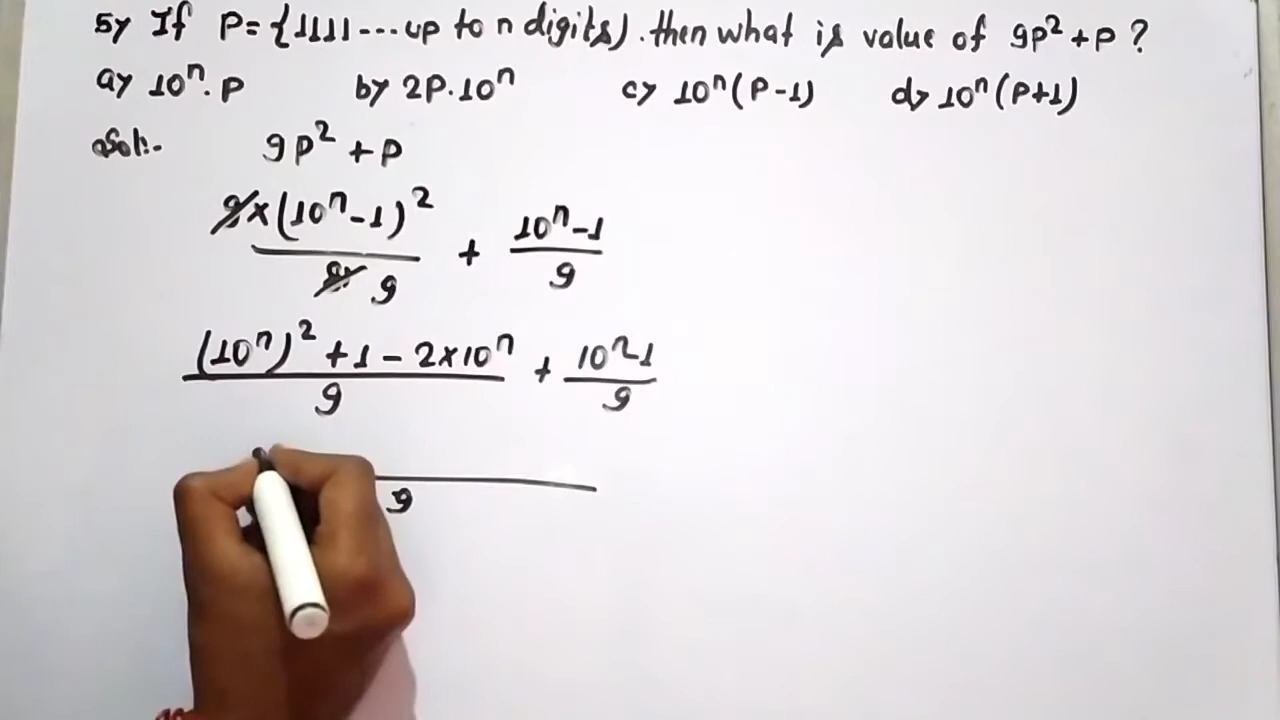 5) If P = {1111 --- up to n digits). then what is value of 9p² + p ?
a) 10ⁿ. p b) 2P.10ⁿ c) 10ⁿ(P-1) d) 10ⁿ(P+1)
Sol:- 9p² + p
9×(10ⁿ-1)² / 9 9 + 10ⁿ-1 / 9
(10ⁿ)² + 1 - 2×10ⁿ / 9 + 10ⁿ-1 / 9
9